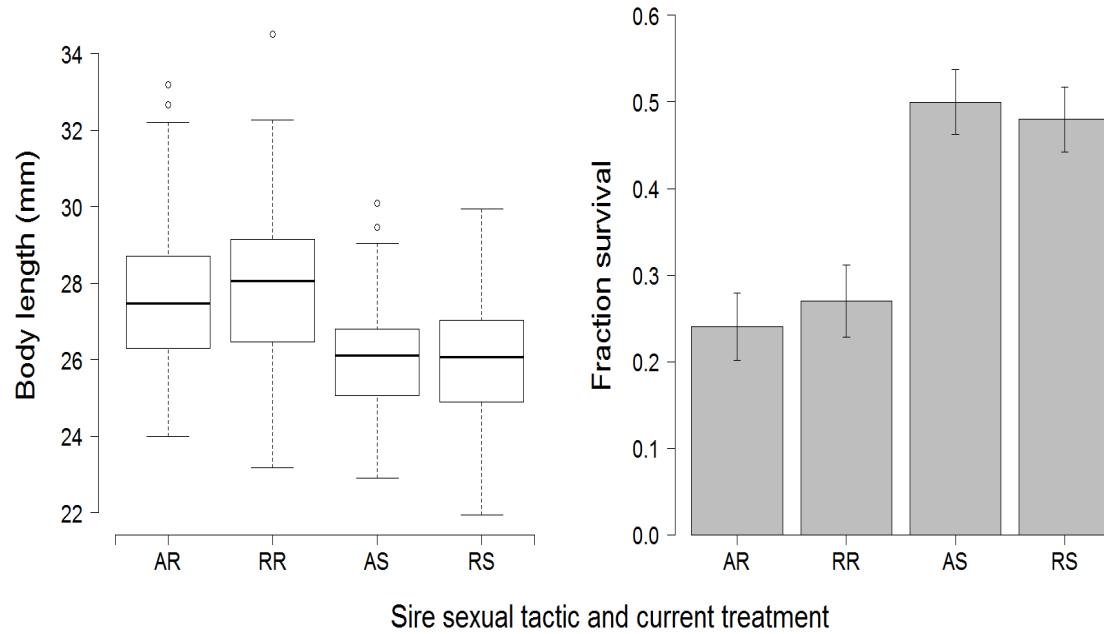 Body length (mm)
34
32
30
28
26
24
22
AR RR AS RS
Fraction survival
0.6
0.5
0.4
0.3
0.2
0.1
0.0
AR RR AS RS
Sire sexual tactic and current treatment